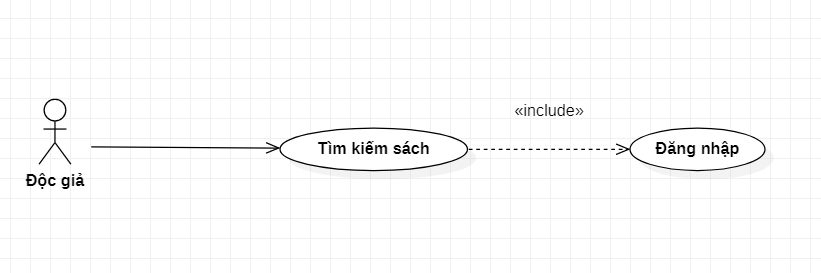 «include»
Tìm kiếm sách
Đăng nhập
Độc giả